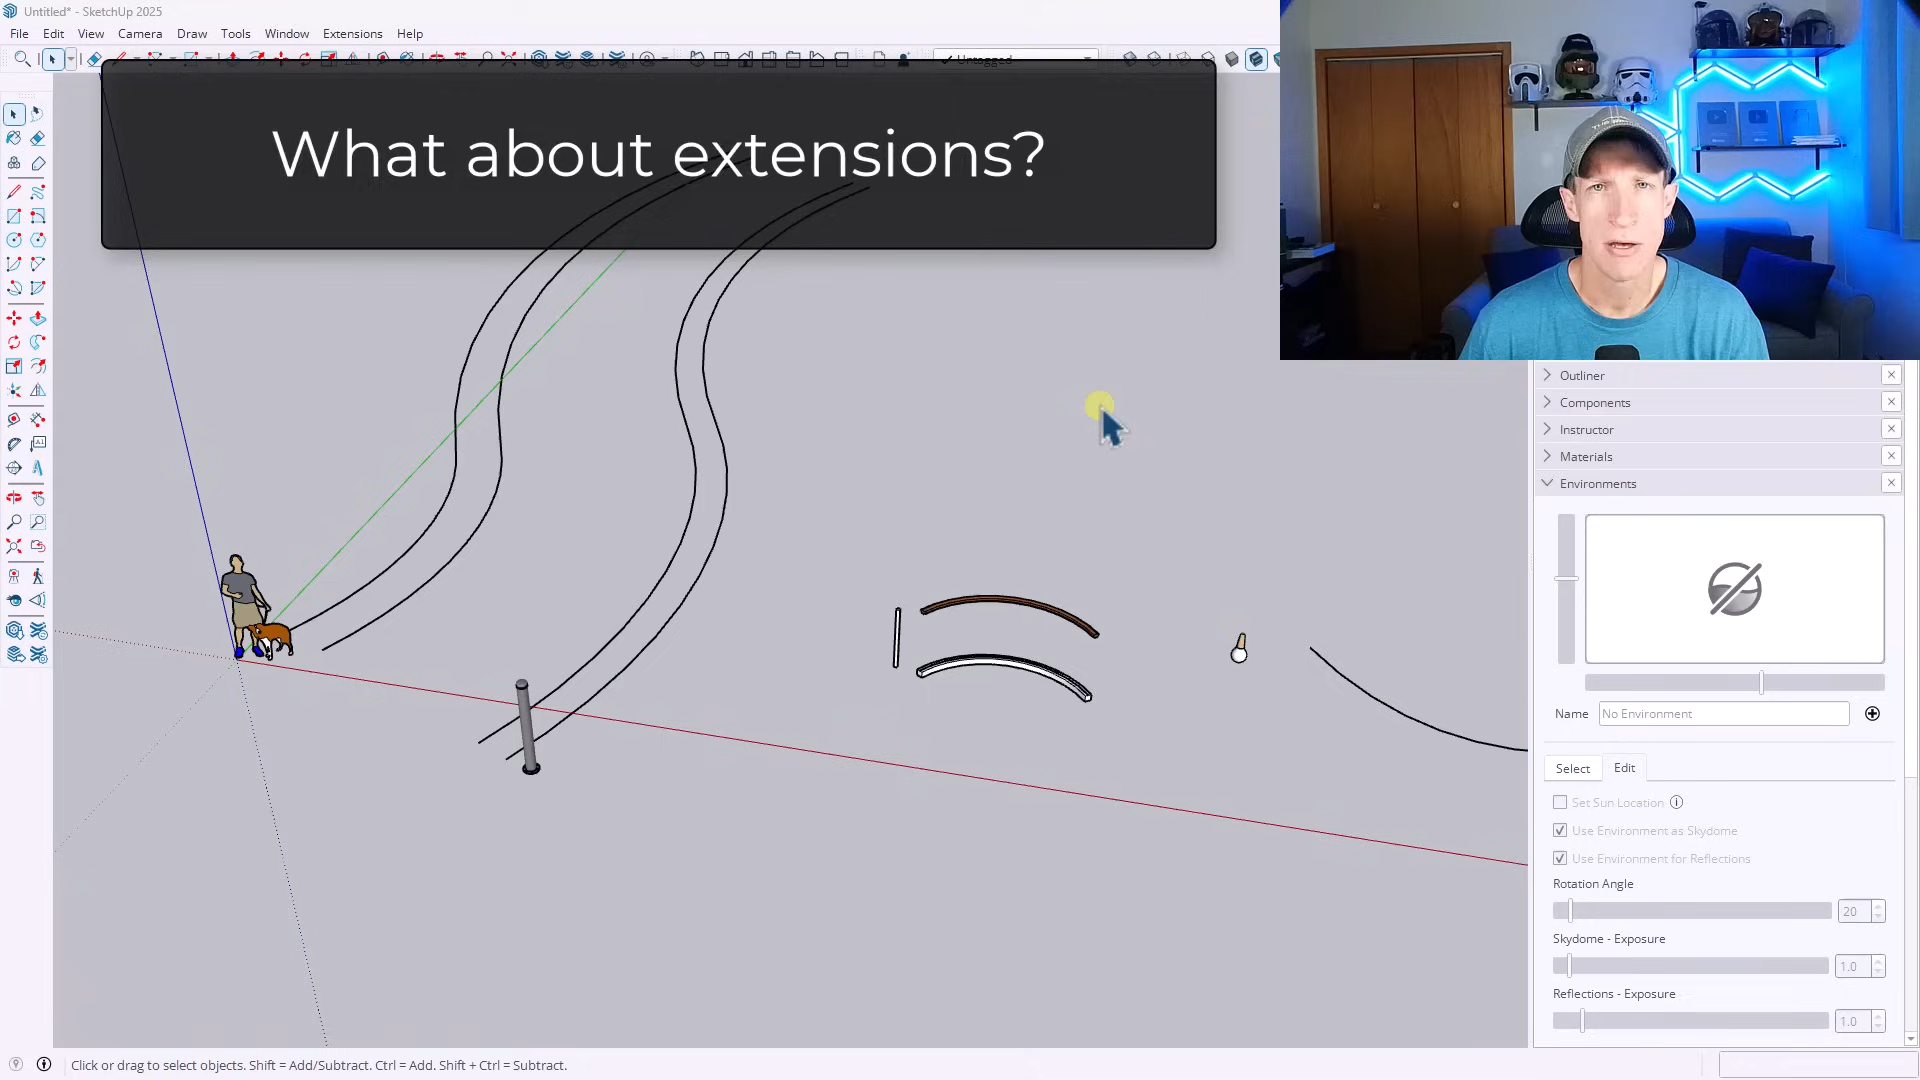 Untitled* - SketchUp 2025
File Edit View Camera Draw Tools Window Extensions Help
Untagged
What about extensions?
Outliner
Components
Instructor
Materials
Environments
Name No Environment
Select Edit
Set Sun Location
Use Environment as Skydome
Use Environment for Reflections
Rotation Angle
20
Skydome - Exposure
1.0
Reflections - Exposure
1.0
Click or drag to select objects. Shift = Add/Subtract. Ctrl = Add. Shift + Ctrl = Subtract.